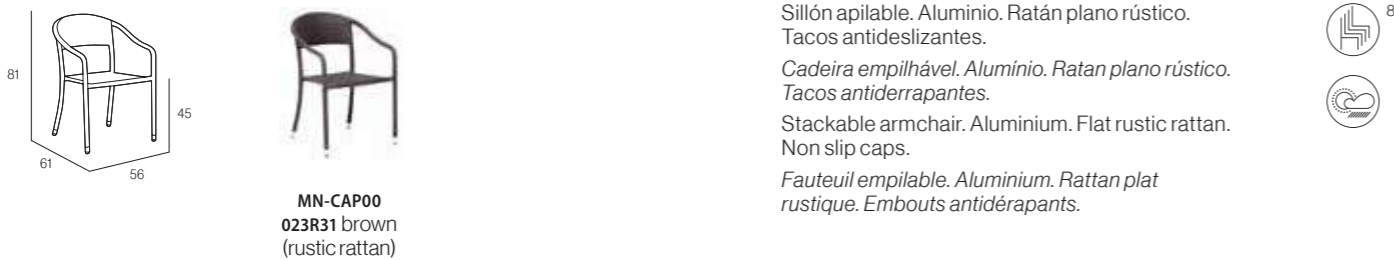 81
45
61
56
MN-CAP00
023R31 brown
(rustic rattan)
Sillón apilable. Aluminio. Ratán plano rústico.
Tacos antideslizantes.
Cadeira empilhável. Alumínio. Ratan plano rústico.
Tacos antiderrapantes.
Stackable armchair. Aluminium. Flat rustic rattan.
Non slip caps.
Fauteuil empilable. Aluminium. Rattan plat
rustique. Embouts antidérapants.
8